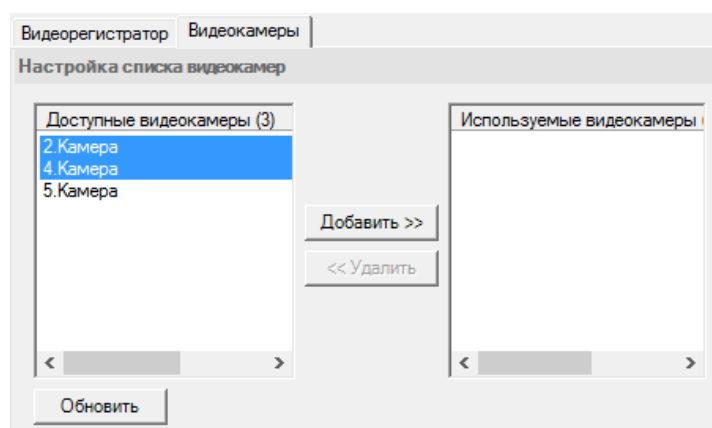 Видеорегистратор Видеокамеры
Настройка списка видеокамер
Доступные видеокамеры (3)
Используемые видеокамеры (
2.Камера
4.Камера
5.Камера
Добавить >>
<< Удалить
Обновить